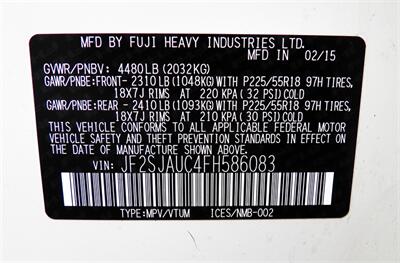 MFD BY FUJI HEAVY INDUSTRIES LTD.
MFD IN 02/15
GVWR/PNBV: 4480LB(2032KG)
GAWR/PNBE:FRONT- 2310LB(1048KG)WITH P225/55R18 97H TIRES,
18X7J RIMS, AT 220 KPA (32 PSI)COLD
GAWR/PNBE:REAR - 2410LB(1093KG)WITH P225/55R18 97H TIRES,
18X7J RIMS, AT 210 KPA (30 PSI)COLD
THIS VEHICLE CONFORMS TO ALL APPLICABLE FEDERAL
MOTOR VEHICLE SAFETY AND THEFT PREVENTION STANDARDS
IN EFFECT ON THE DATE OF MANUFACTURE SHOWN ABOVE.
VIN: JF2SJAUC4FH586083
TYPE:MPV/VTUM ICES/NMB-002